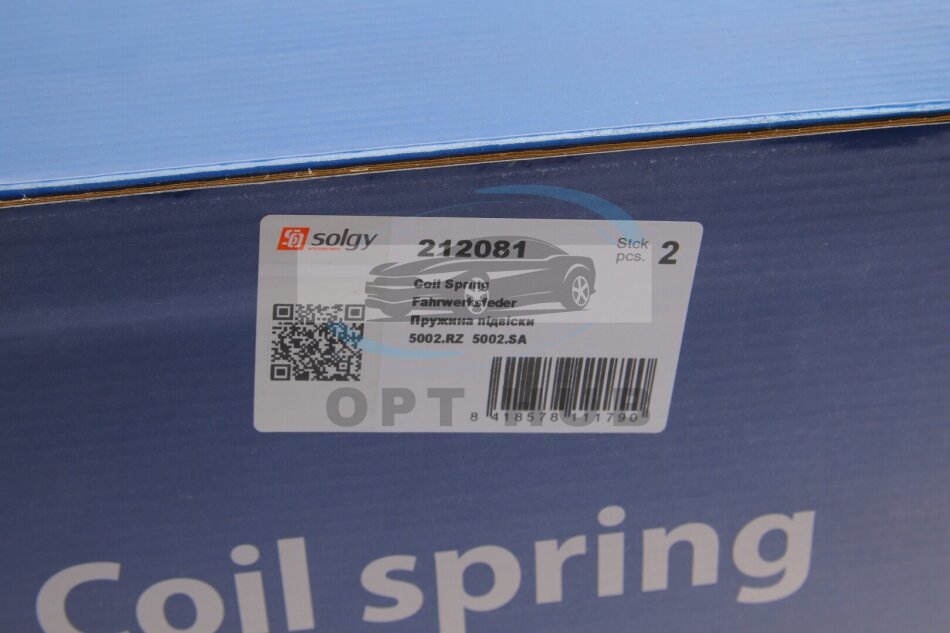 solgy
212081
Stck
pcs. 2
Coil Spring
Fahrwerksfeder
Пружина підвіски
5002.RZ 5002.SA
8 418578 111790
OPT HUB
Coil spring